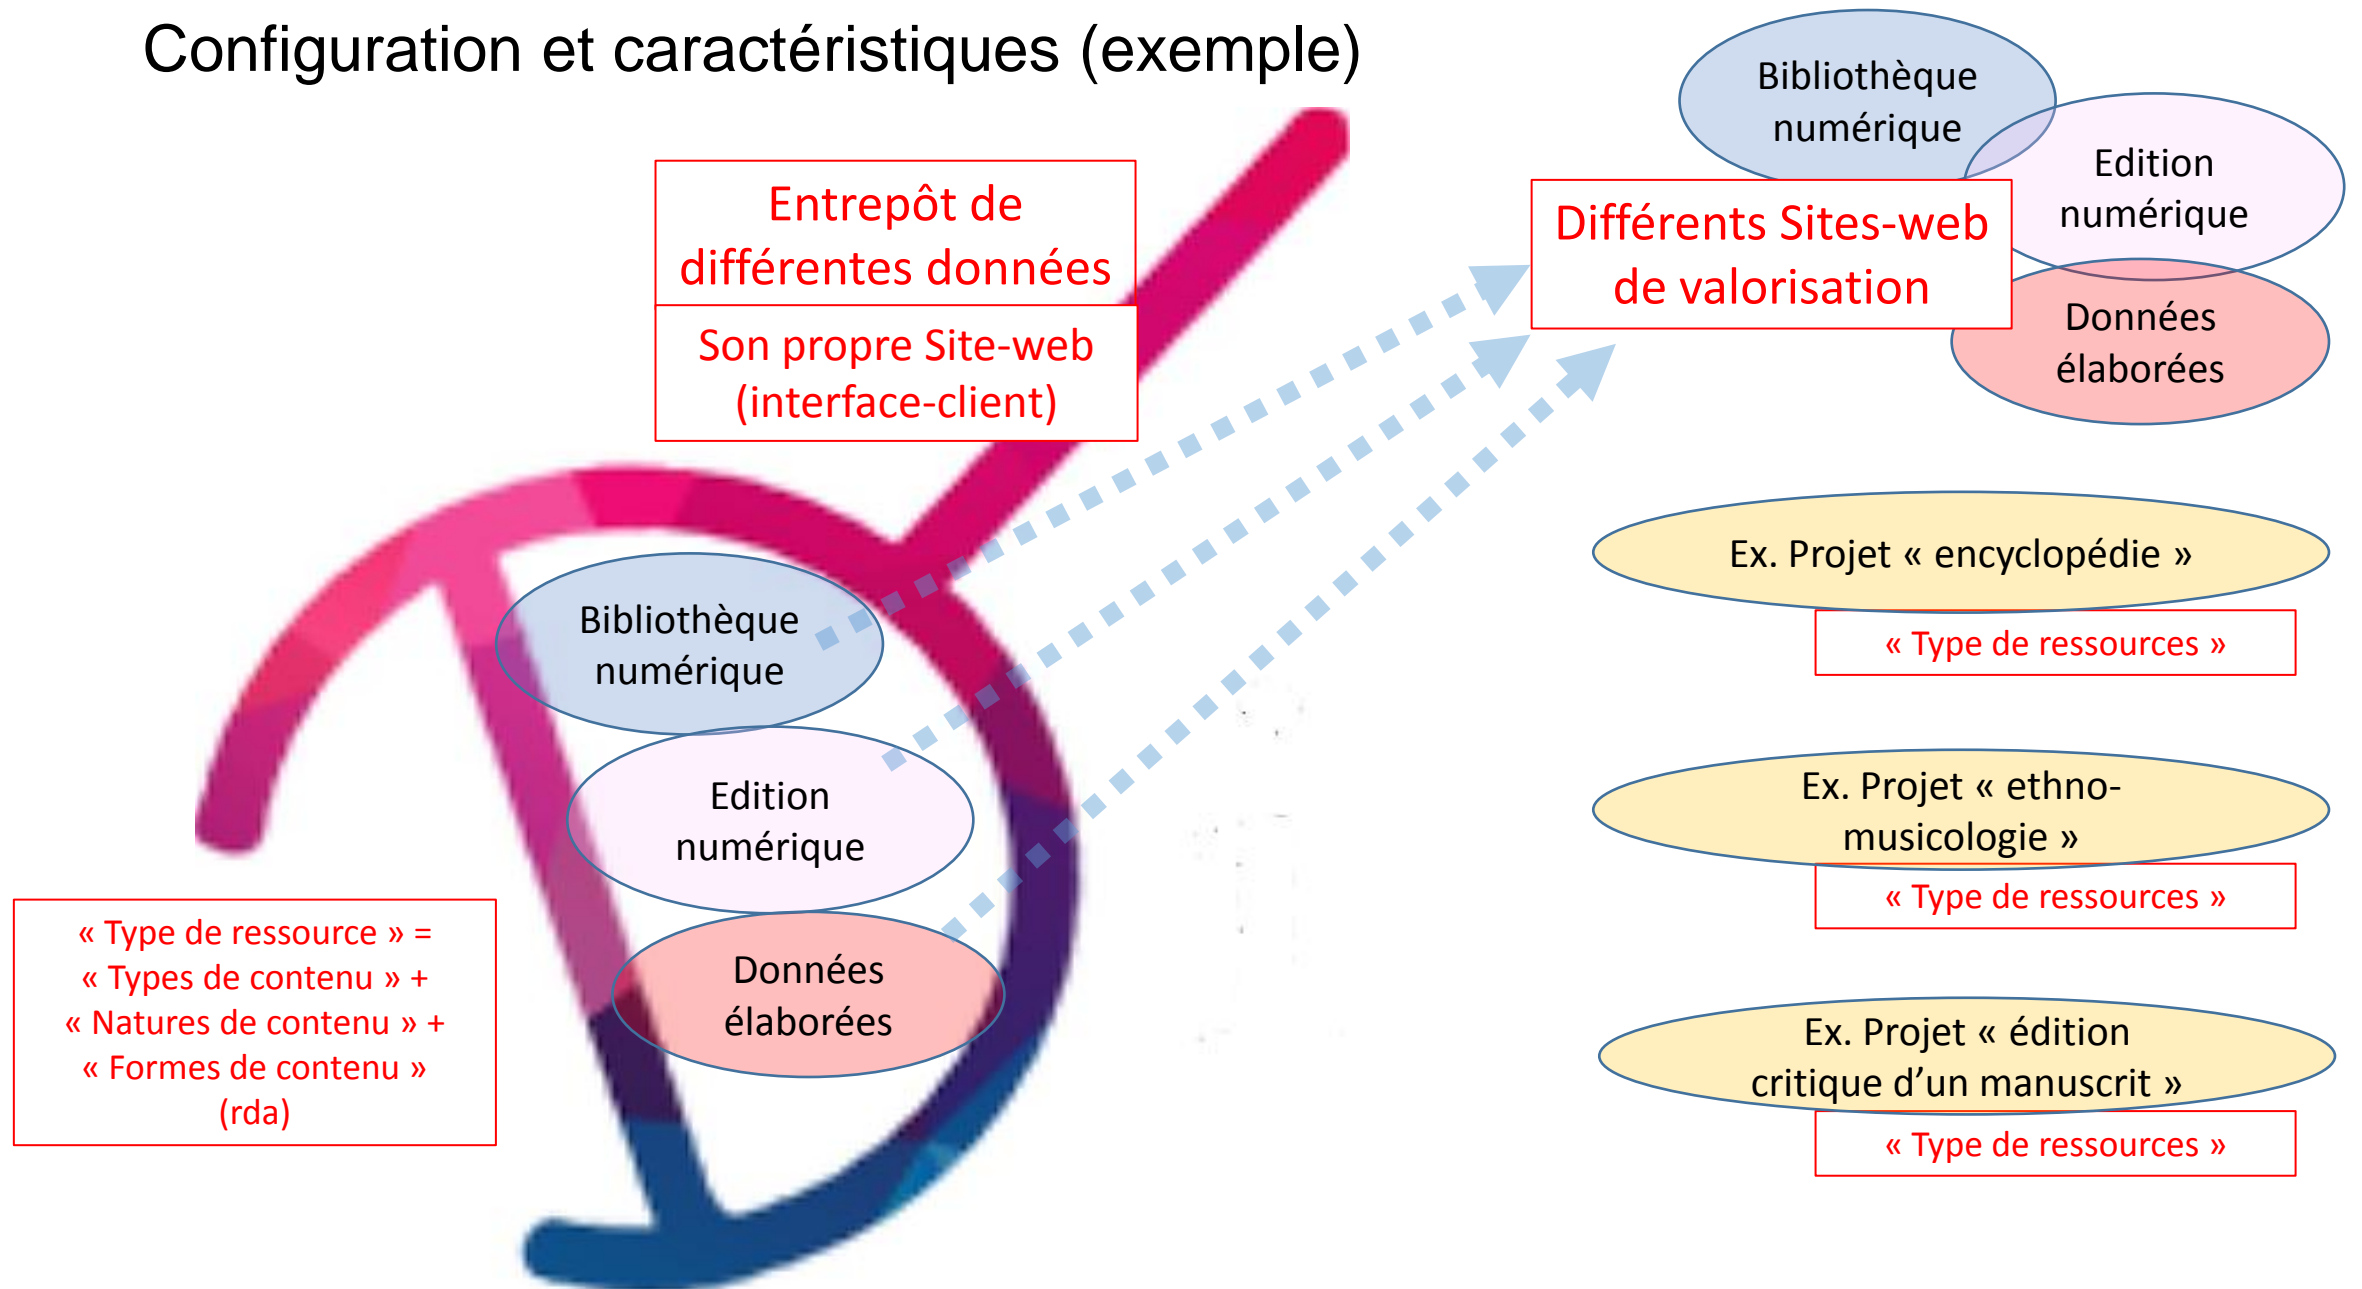 Configuration et caractéristiques (exemple)
Entrepôt de
différentes données
Son propre Site-web
(interface-client)
Bibliothèque
numérique
Edition
numérique
Données
élaborées
« Type de ressource » =
« Types de contenu » +
« Natures de contenu » +
« Formes de contenu »
(rda)
Bibliothèque
numérique
Edition
numérique
Différents Sites-web
de valorisation
Données
élaborées
Ex. Projet « encyclopédie »
« Type de ressources »
Ex. Projet « ethno-
musicologie »
« Type de ressources »
Ex. Projet « édition
critique d’un manuscrit »
« Type de ressources »